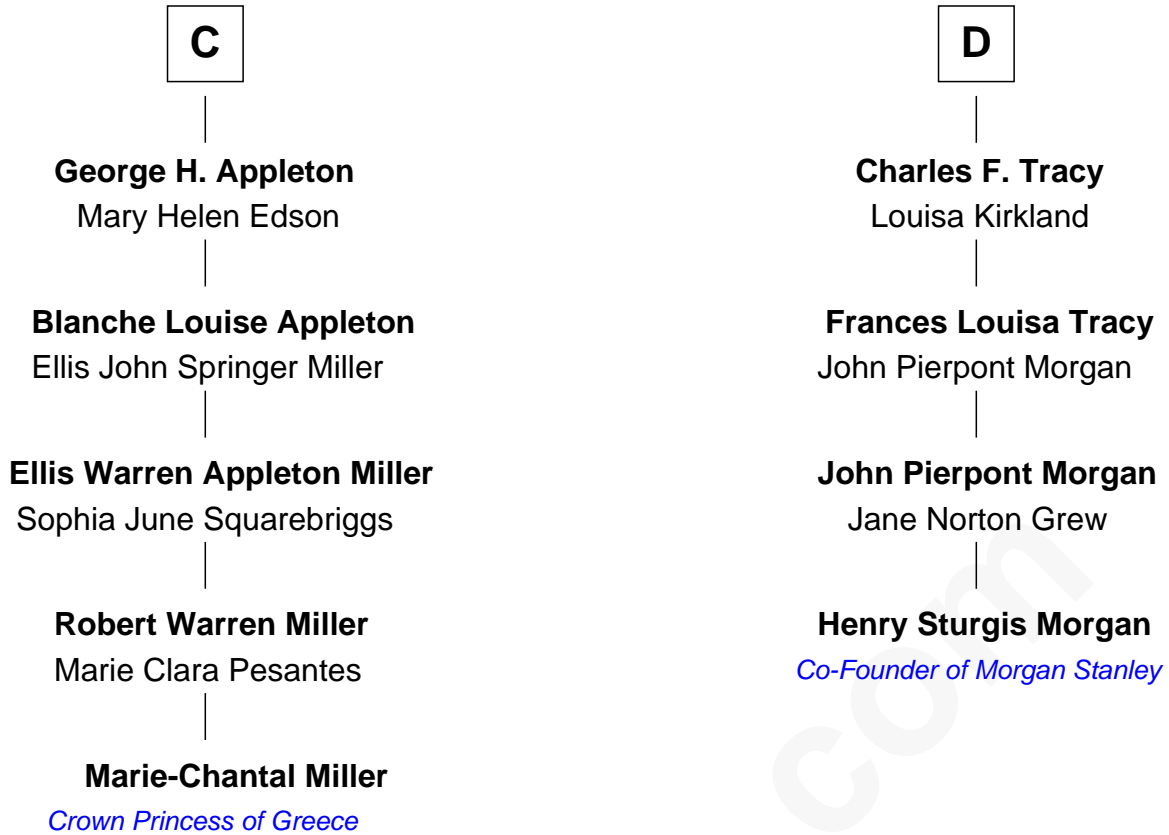 C
George H. Appleton
Mary Helen Edson
Blanche Louise Appleton
Ellis John Springer Miller
Ellis Warren Appleton Miller
Sophia June Squarebriggs
Robert Warren Miller
Marie Clara Pesantes
Marie-Chantal Miller
Crown Princess of Greece
D
Charles F. Tracy
Louisa Kirkland
Frances Louisa Tracy
John Pierpont Morgan
John Pierpont Morgan
Jane Norton Grew
Henry Sturgis Morgan
Co-Founder of Morgan Stanley
com